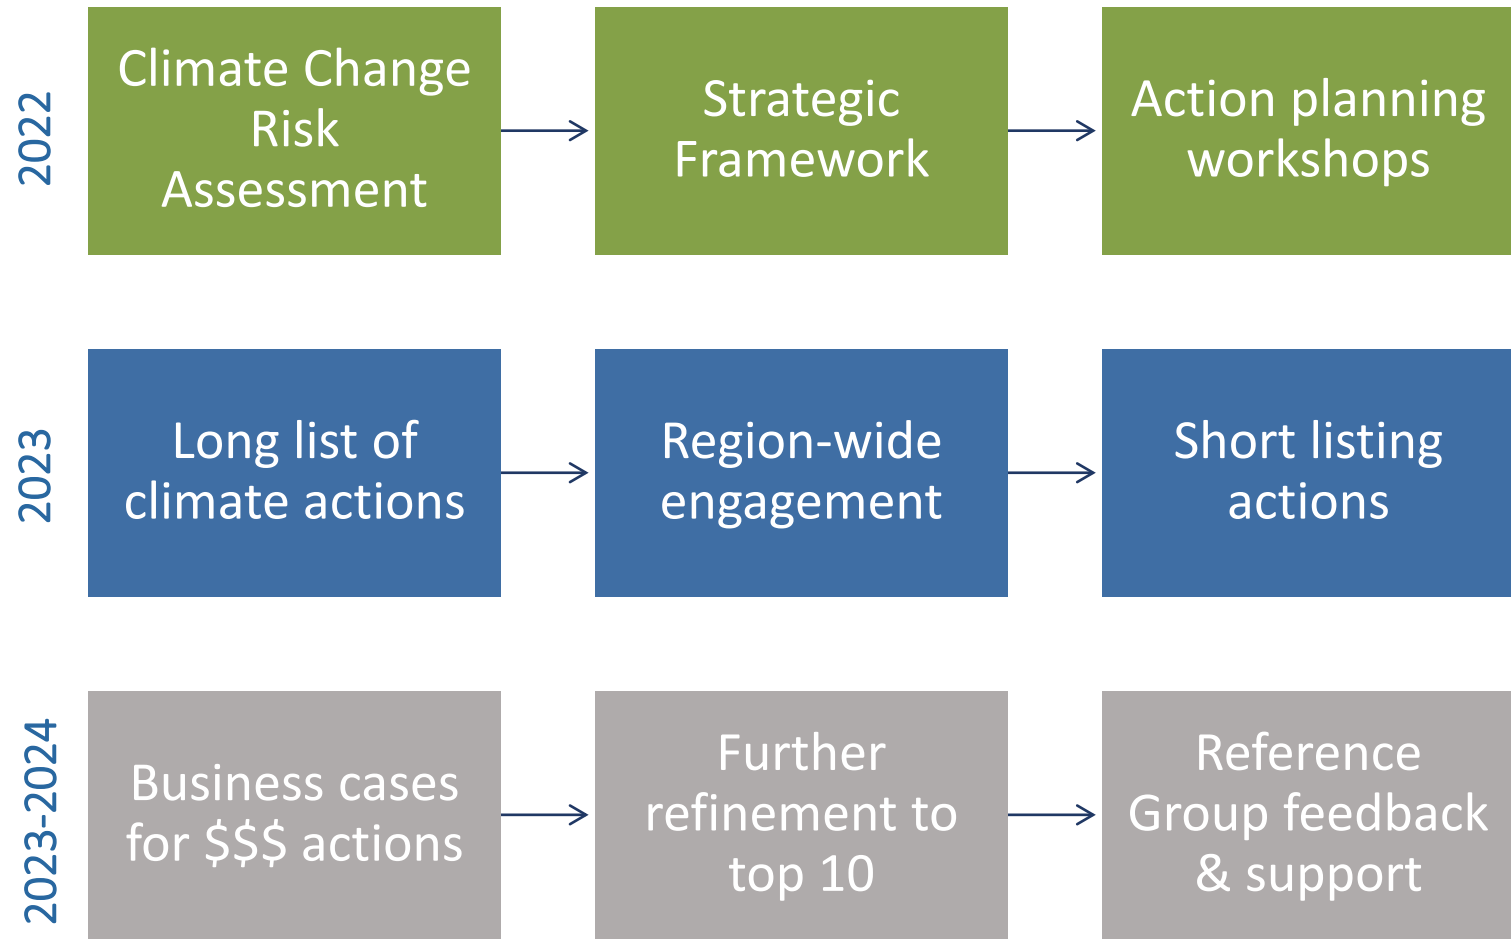 2022
Climate Change
Risk
Assessment
Strategic
Framework
Action planning
workshops
2023
Long list of
climate actions
Region-wide
engagement
Short listing
actions
2023-2024
Business cases
for $$$ actions
Further
refinement to
top 10
Reference
Group feedback
& support